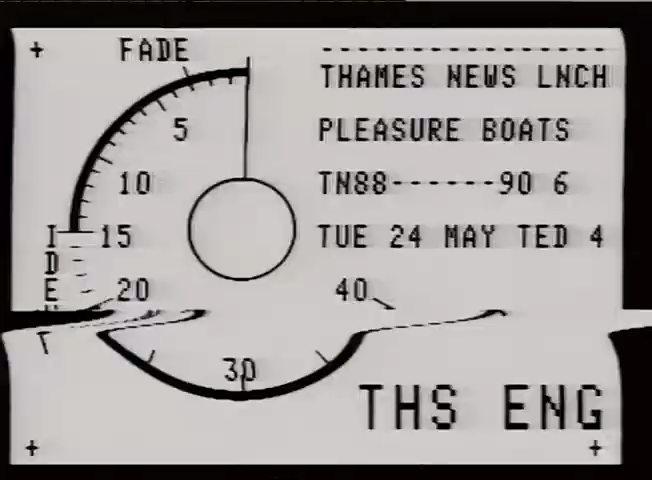 FADE
THAMES NEWS LNCH
PLEASURE BOATS
TN88------90 6
TUE 24 MAY TED 4
5
10
15
20
30
40
IDENT
THS ENG